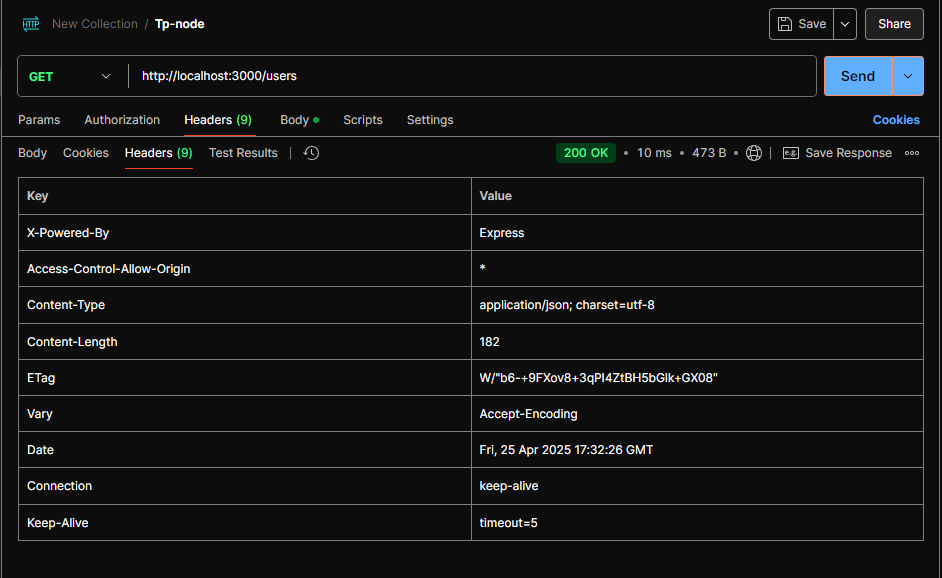 HTTP New Collection / Tp-node Save Share
GET http://localhost:3000/users Send
Params Authorization Headers (9) Body Scripts Settings Cookies
Body Cookies Headers (9) Test Results 200 OK • 10 ms • 473 B • e.g. Save Response
Key Value
X-Powered-By Express
Access-Control-Allow-Origin *
Content-Type application/json; charset=utf-8
Content-Length 182
ETag W/"b6-+9FXov8+3qPI4ZtBH5bGlk+GX08"
Vary Accept-Encoding
Date Fri, 25 Apr 2025 17:32:26 GMT
Connection keep-alive
Keep-Alive timeout=5